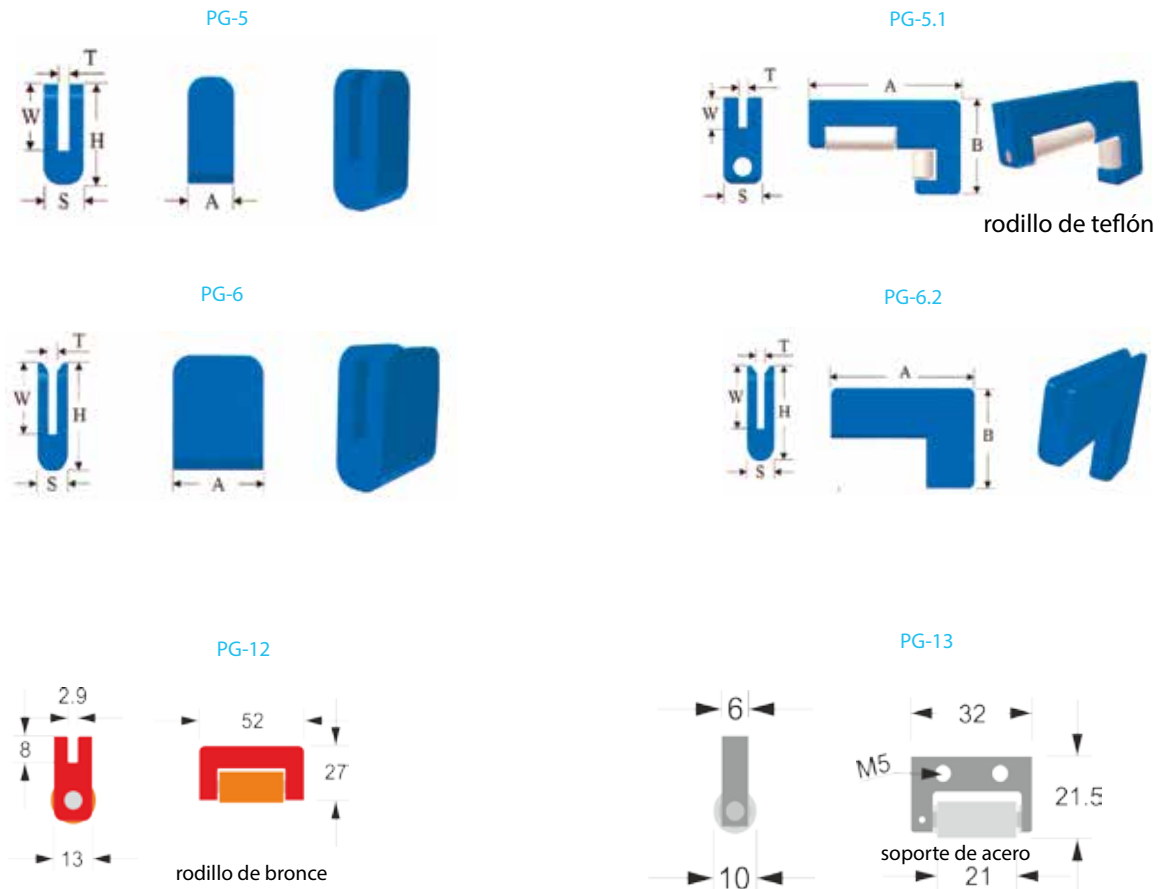 PG-5
T
W
H
S
A
PG-5.1
T
W
S
A
B
rodillo de teflón
PG-6
T
W
H
S
A
PG-6.2
T
W
H
S
A
B
PG-12
2.9
8
13
52
27
rodillo de bronce
PG-13
6
10
32
M5
21.5
soporte de acero
21